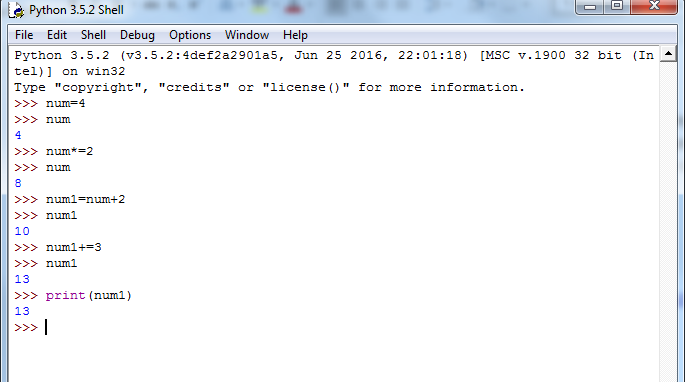 Python 3.5.2 Shell
File Edit Shell Debug Options Window Help
Python 3.5.2 (v3.5.2:4def2a2901a5, Jun 25 2016, 22:01:18) [MSC v.1900 32 bit (In
tel)] on win32
Type "copyright", "credits" or "license()" for more information.
>>> num=4
>>> num
4
>>> num*=2
>>> num
8
>>> num1=num+2
>>> num1
10
>>> num1+=3
>>> num1
13
>>> print(num1)
13
>>>